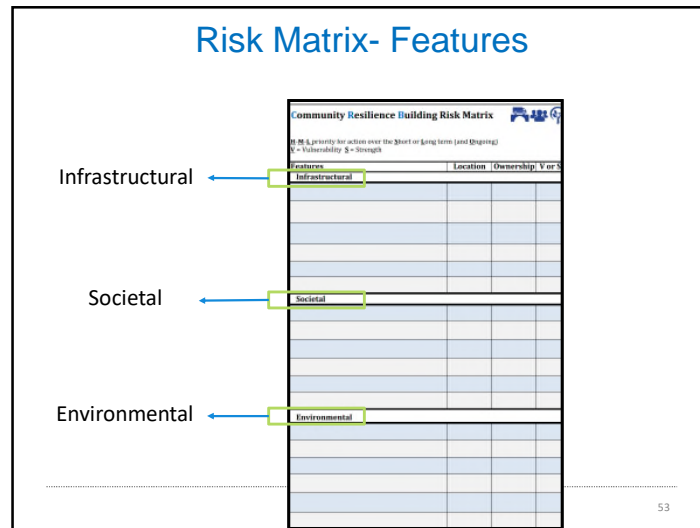 Risk Matrix- Features
Community Resilience Building Risk Matrix
H-M-L priority for action over the Short or Long term (and Ongoing)
V = Vulnerability S = Strength
Features Location Ownership V or S
Infrastructural
Infrastructural
Societal
Societal
Environmental
Environmental
53